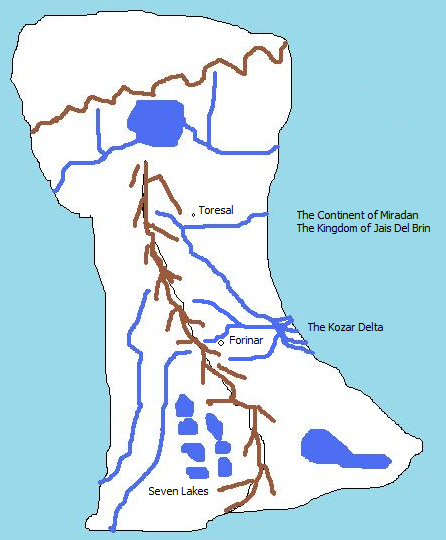 Toresal
The Continent of Miradan
The Kingdom of Jais Del Brin
The Kozar Delta
Forinar
Seven Lakes